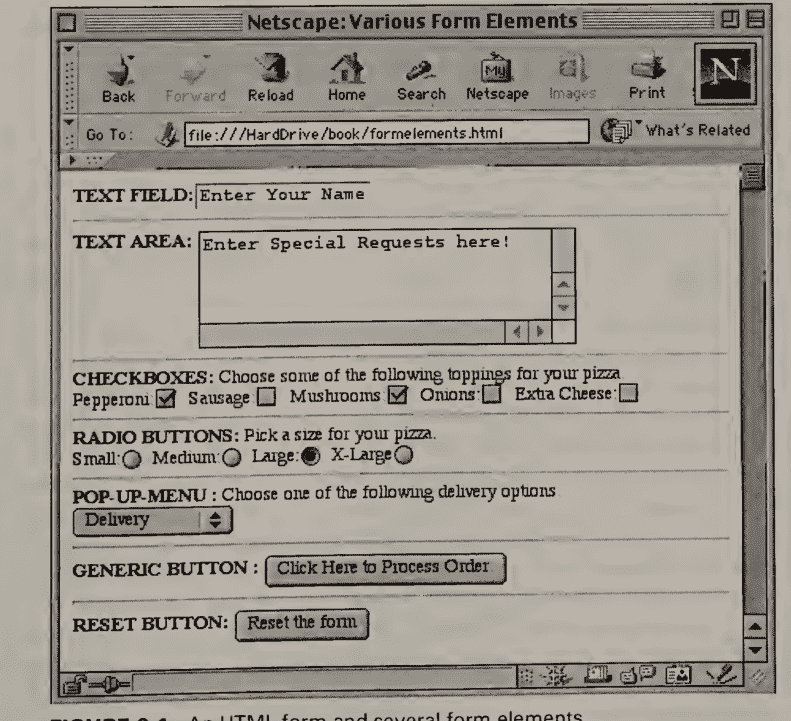 Netscape: Various Form Elements
Back Forward Reload Home Search Netscape Images Print
My
N
Go To: file:///HardDrive/book/formelements.html What's Related
TEXT FIELD: Enter Your Name
TEXT AREA: Enter Special Requests here!
CHECKBOXES: Choose some of the following toppings for your pizza.
Pepperoni: Sausage Mushrooms Onions: Extra Cheese:
RADIO BUTTONS: Pick a size for your pizza.
Small: Medium: Large: X-Large
POP-UP-MENU : Choose one of the following delivery options
Delivery
GENERIC BUTTON : Click Here to Process Order
RESET BUTTON: Reset the form
An HTML form and several form elements